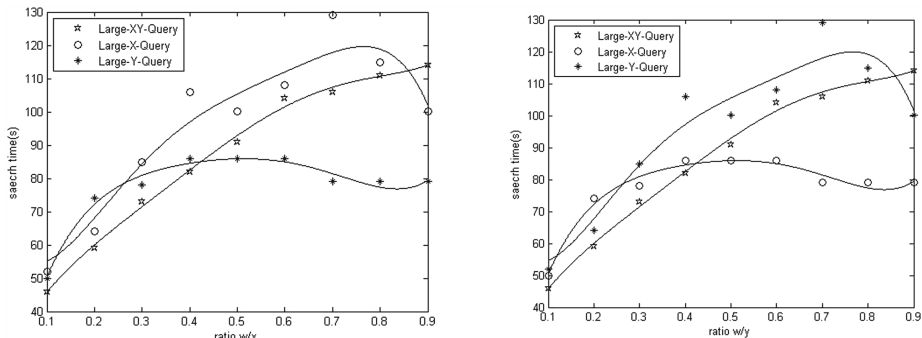 130
120
110
100
90
80
70
60
50
40
saecrh time(s)
Large-XY-Query
Large-X-Query
Large-Y-Query
0.1 0.2 0.3 0.4 0.5 0.6 0.7 0.8 0.9
ratio w/y
130
120
110
100
90
80
70
60
50
40
saecrh time(s)
Large-XY-Query
Large-X-Query
Large-Y-Query
0.1 0.2 0.3 0.4 0.5 0.6 0.7 0.8 0.9
ratio w/y